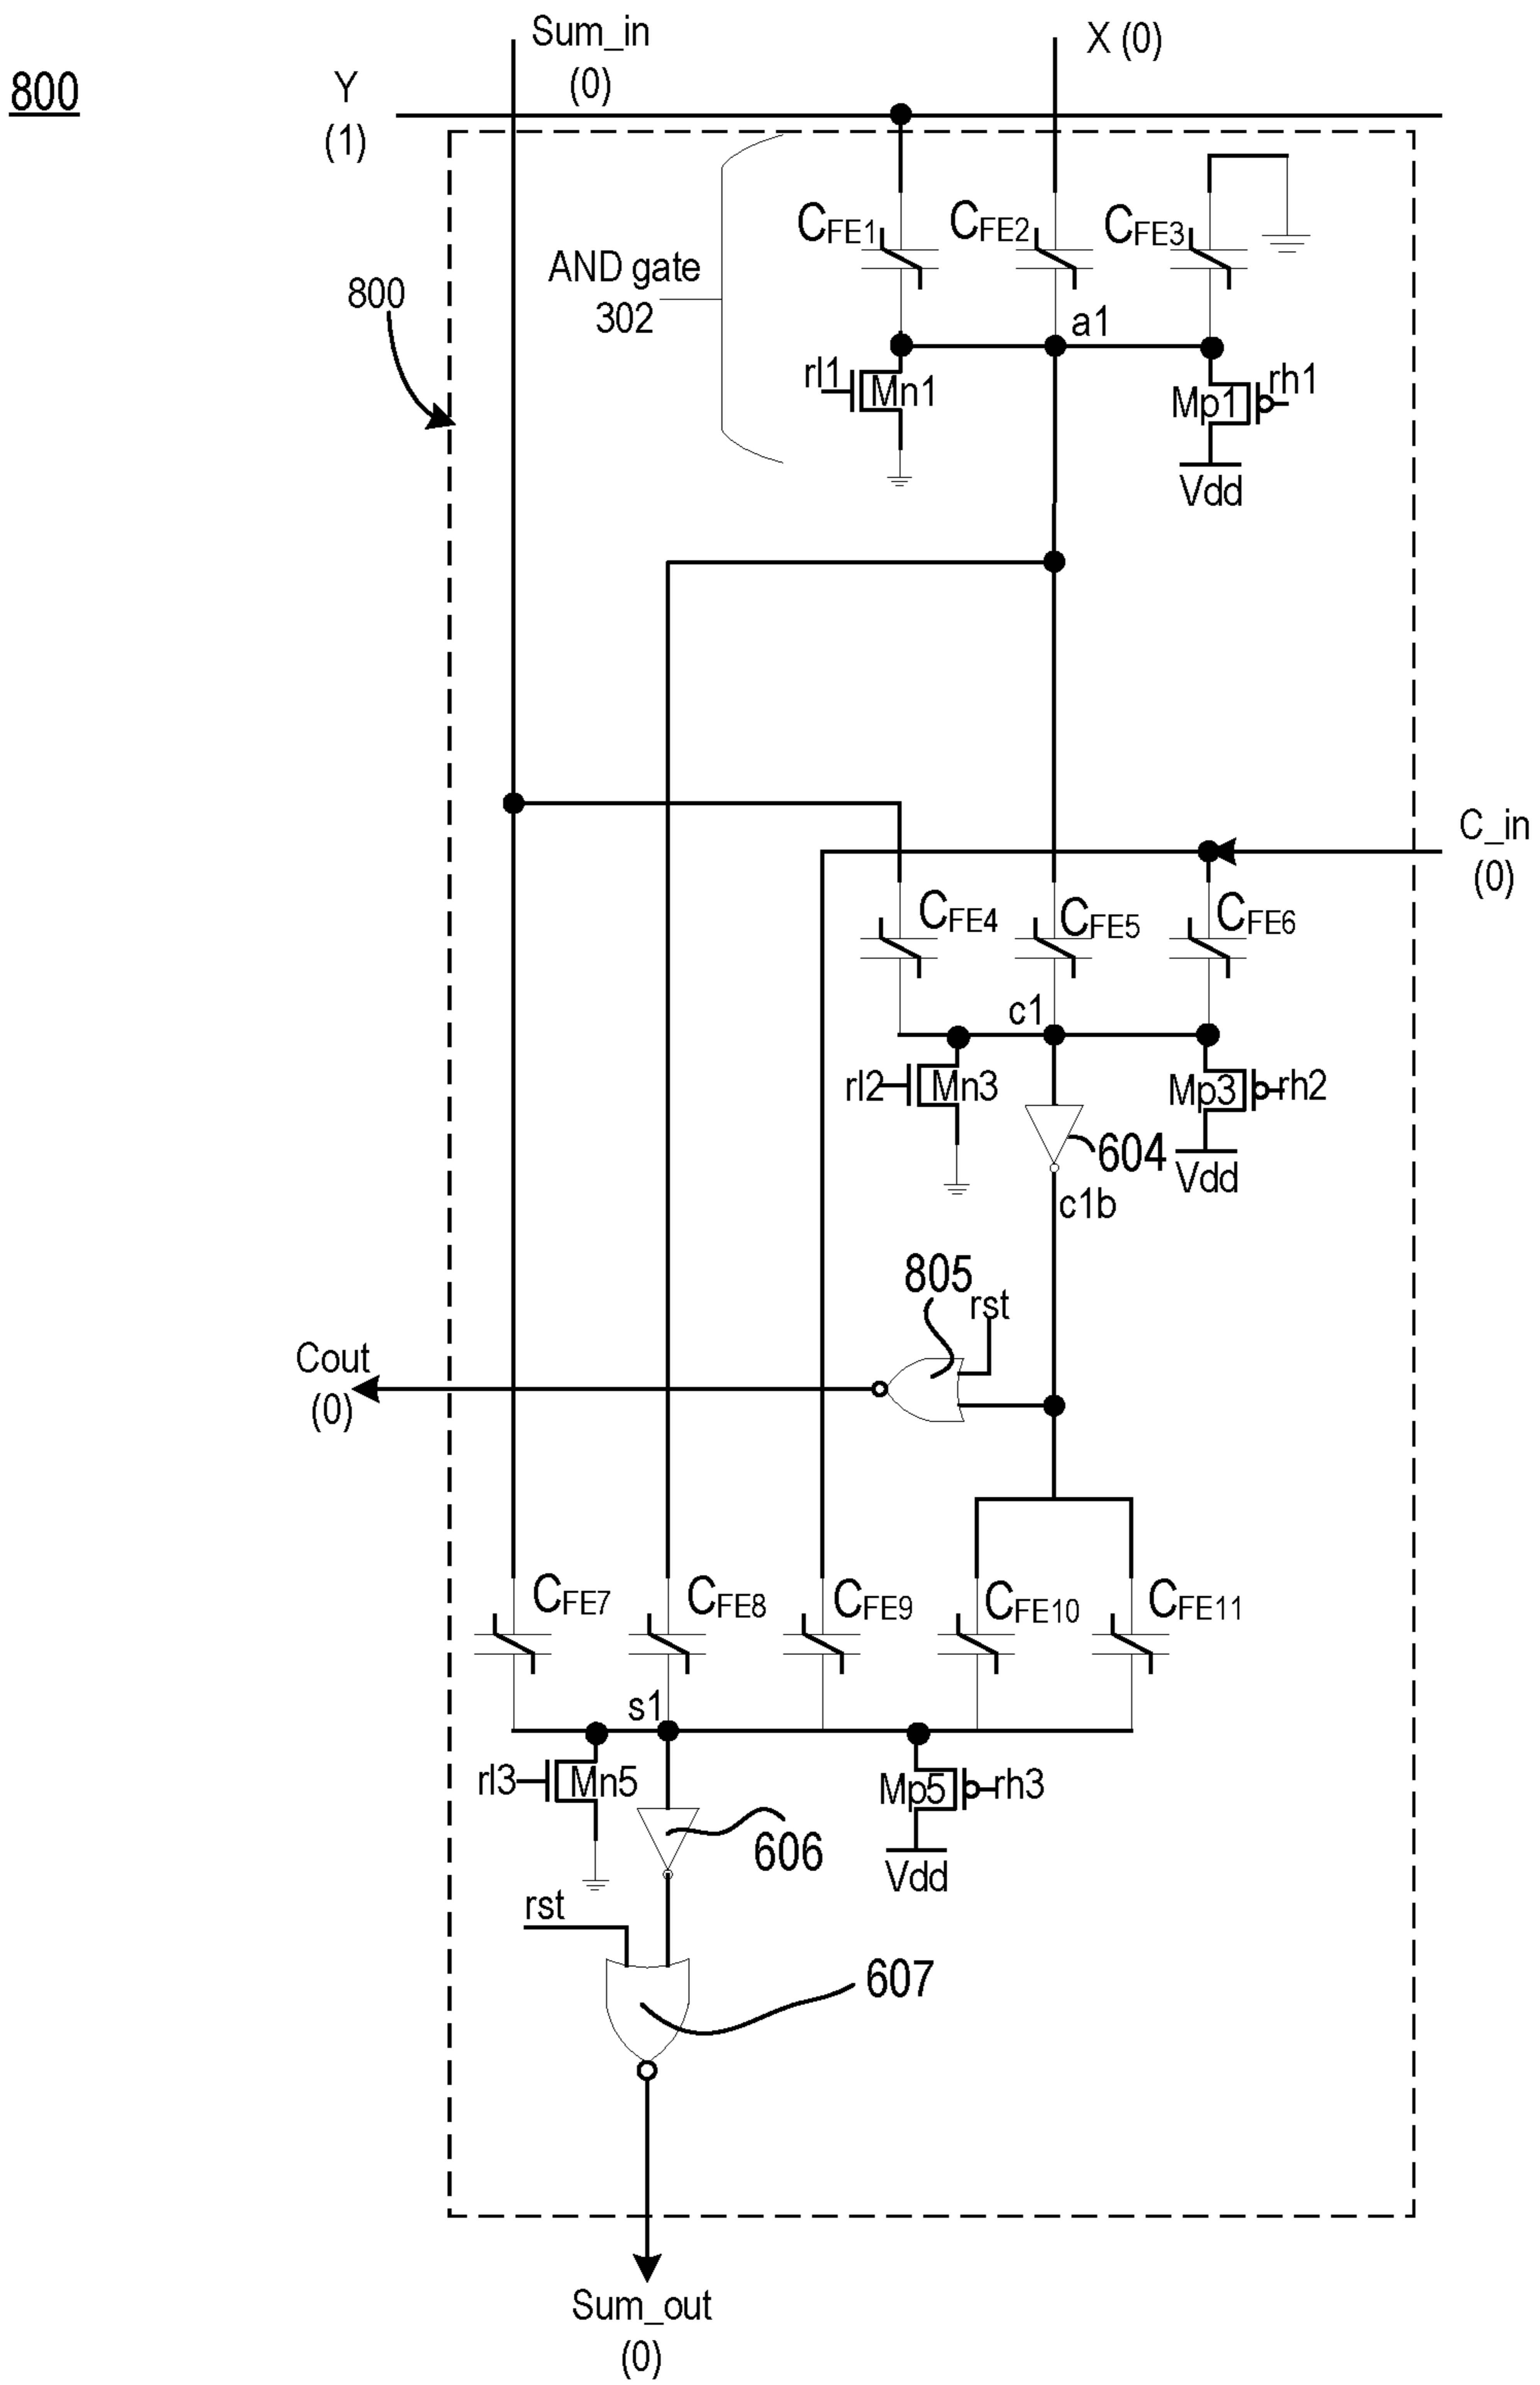 800
Sum_in
(0)
X (0)
Y
(1)
CFE1
CFE2
CFE3
AND gate
302
800
a1
rl1
Mn1
Mp1
rh1
Vdd
C_in
(0)
CFE4
CFE5
CFE6
c1
rl2
Mn3
Mp3
rh2
604
Vdd
c1b
805
rst
Cout
(0)
CFE7
CFE8
CFE9
CFE10
CFE11
s1
rl3
Mn5
Mp5
rh3
606
Vdd
rst
607
Sum_out
(0)